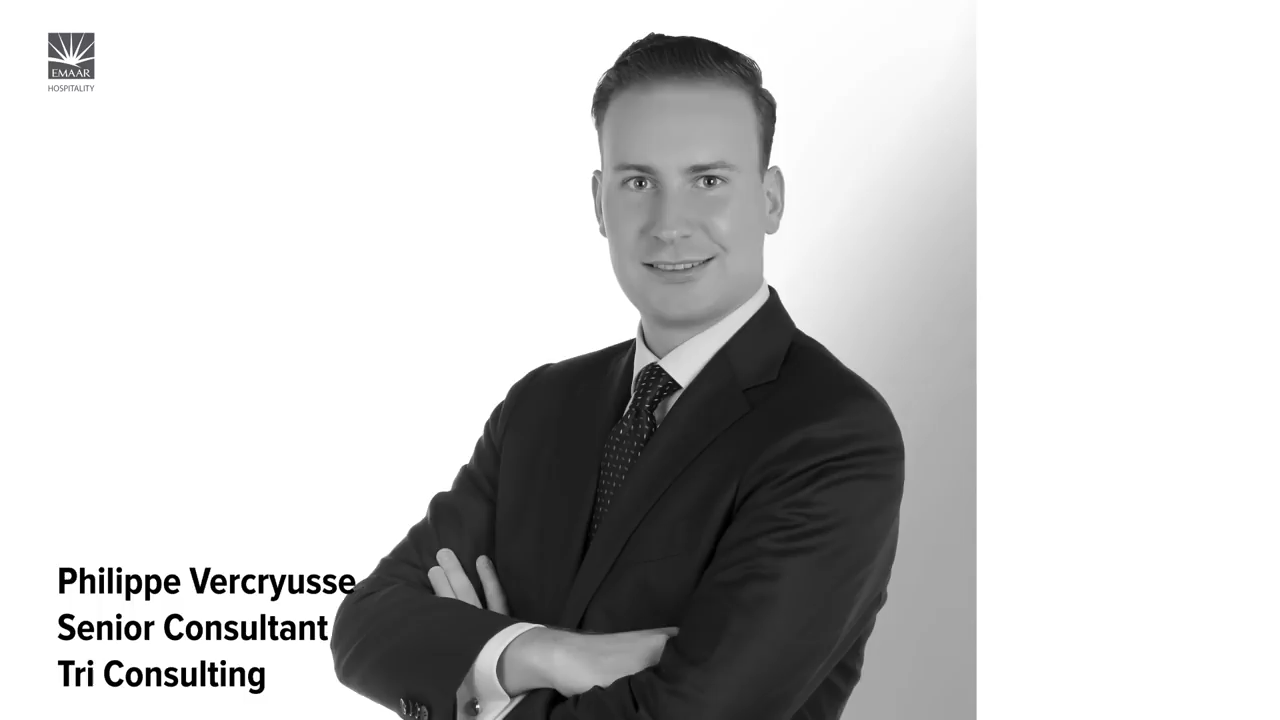 EMAAR
HOSPITALITY
Philippe Vercryusse
Senior Consultant
Tri Consulting